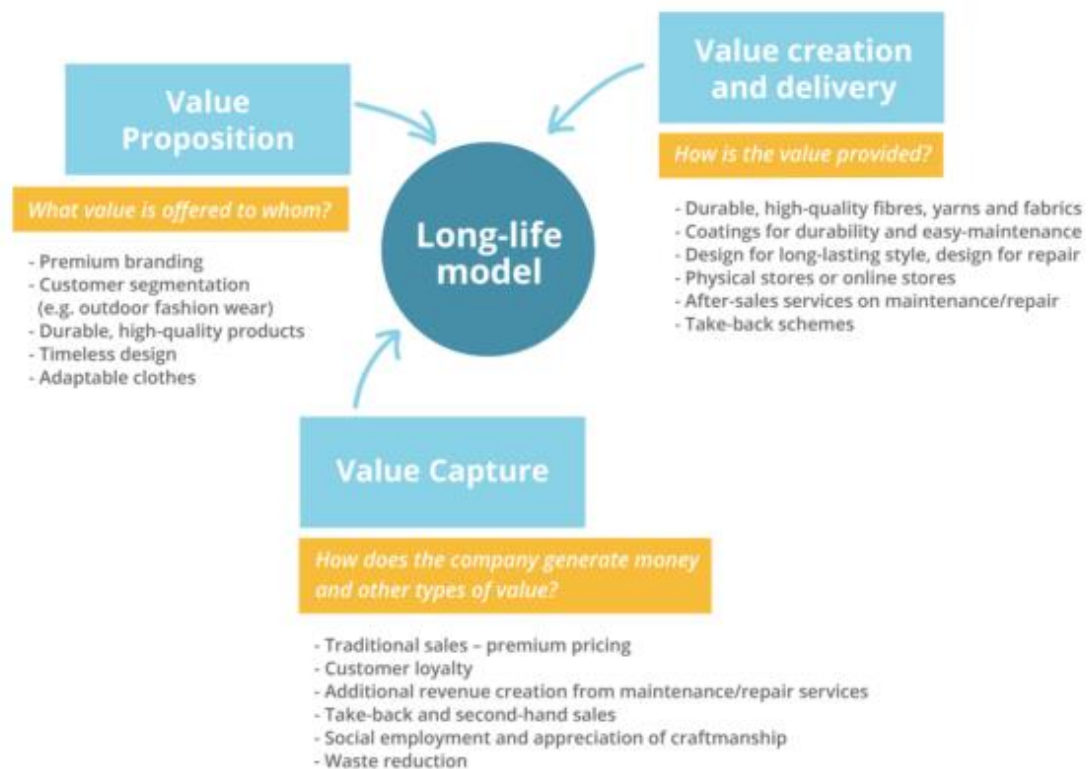 Value
Proposition
What value is offered to whom?
- Premium branding
- Customer segmentation
(e.g. outdoor fashion wear)
- Durable, high-quality products
- Timeless design
- Adaptable clothes
Value creation
and delivery
How is the value provided?
- Durable, high-quality fibres, yarns and fabrics
- Coatings for durability and easy-maintenance
- Design for long-lasting style, design for repair
- Physical stores or online stores
- After-sales services on maintenance/repair
- Take-back schemes
Long-life
model
Value Capture
How does the company generate money
and other types of value?
- Traditional sales – premium pricing
- Customer loyalty
- Additional revenue creation from maintenance/repair services
- Take-back and second-hand sales
- Social employment and appreciation of craftmanship
- Waste reduction